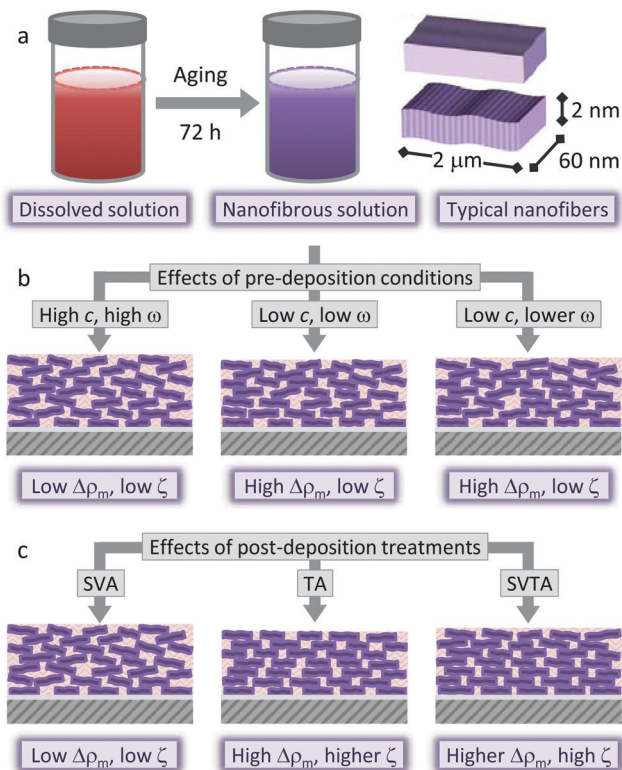 a
Aging
72 h
2 nm
2 μm
60 nm
Dissolved solution
Nanofibrous solution
Typical nanofibers
b
Effects of pre-deposition conditions
High c, high ω
Low c, low ω
Low c, lower ω
Low Δρm, low ζ
High Δρm, low ζ
High Δρm, low ζ
c
Effects of post-deposition treatments
SVA
TA
SVTA
Low Δρm, low ζ
High Δρm, higher ζ
Higher Δρm, high ζ